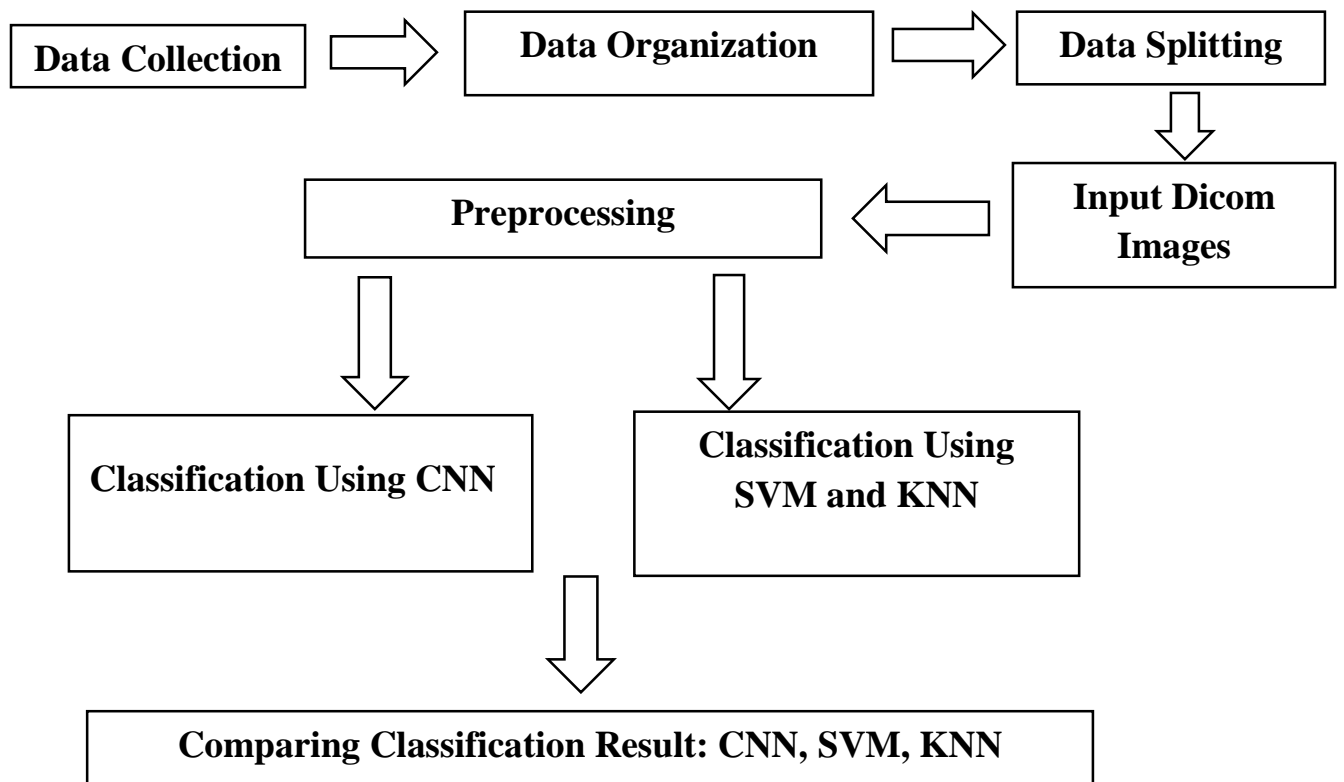 Data Collection
Data Organization
Data Splitting
Input Dicom
Images
Preprocessing
Classification Using CNN
Classification Using
SVM and KNN
Comparing Classification Result: CNN, SVM, KNN